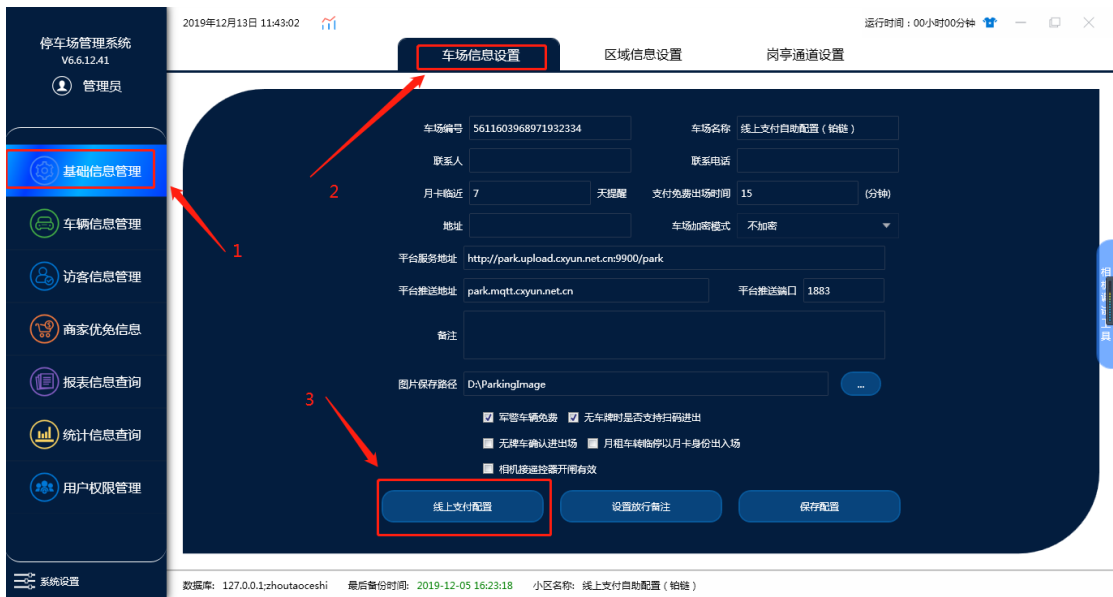 2019年12月13日 11:43:02
运行时间：00小时00分钟
停车场管理系统
V6.6.12.41
管理员
车场信息设置
区域信息设置
岗亭通道设置
基础信息管理
车辆信息管理
访客信息管理
商家优免信息
报表信息查询
统计信息查询
用户权限管理
系统设置
1
2
3
车场编号 5611603968971932334
车场名称 线上支付自助配置（铂链）
联系人
联系电话
月卡临近 7 天提醒
支付免费出场时间 15 (分钟)
地址
车场加密模式 不加密
平台服务地址 http://park.upload.cxyun.net.cn:9900/park
平台推送地址 park.mqtt.cxyun.net.cn
平台推送端口 1883
备注
图片保存路径 D:\ParkingImage
...
军警车辆免费
无车牌时是否支持扫码进出
无牌车确认进出场
月租车转临停以月卡身份出入场
相机接遥控器开闸有效
线上支付配置
设置放行备注
保存配置
数据库: 127.0.0.1;zhoutaoceshi
最后备份时间: 2019-12-05 16:23:18
小区名称: 线上支付自助配置（铂链）
相
具